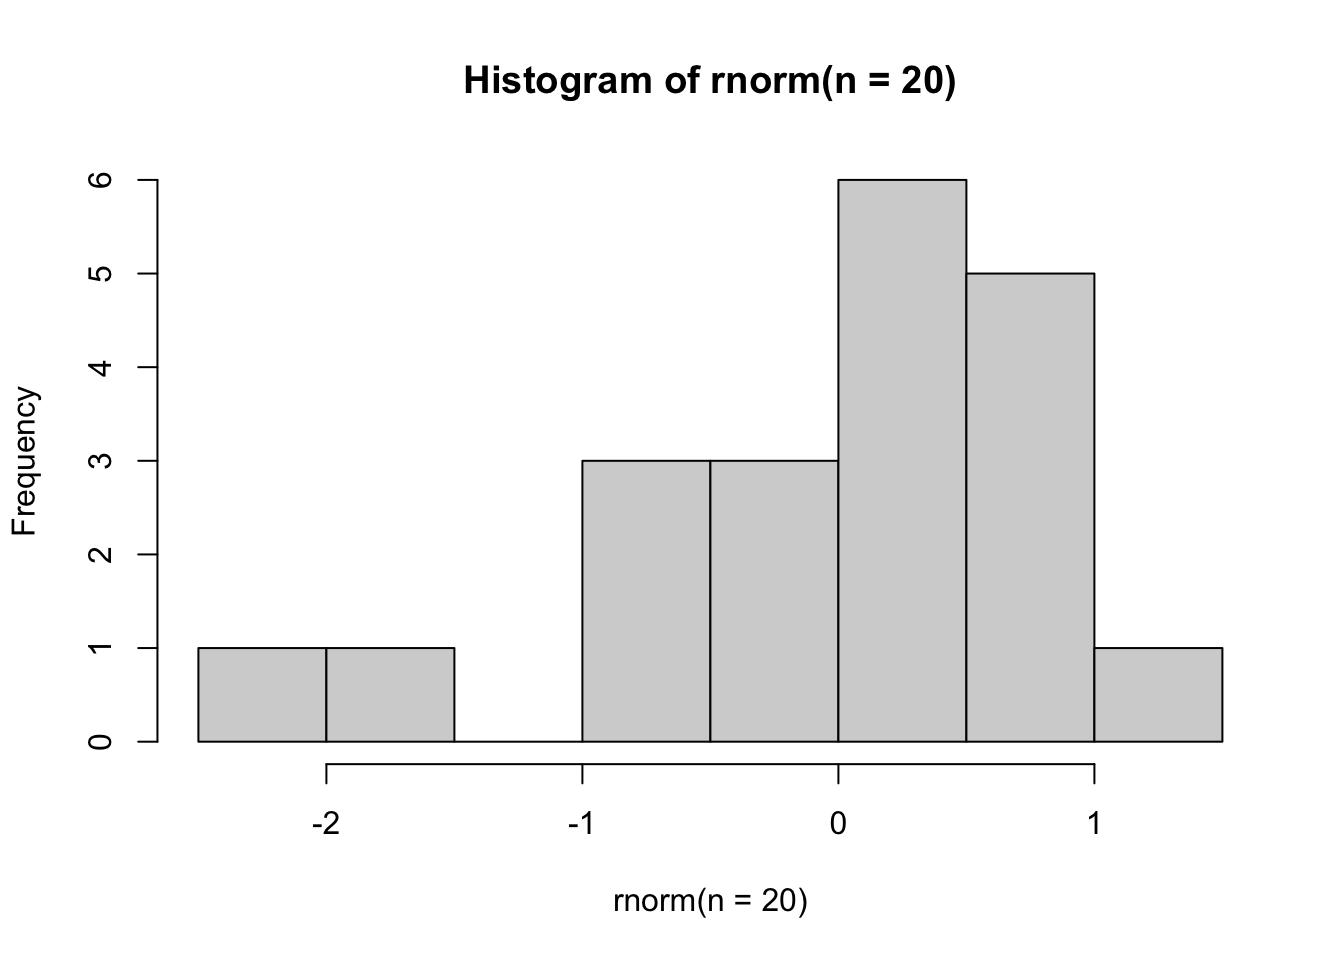 Histogram of rnorm(n = 20)
6
5
4
3
2
1
0
Frequency
-2 -1 0 1
rnorm(n = 20)